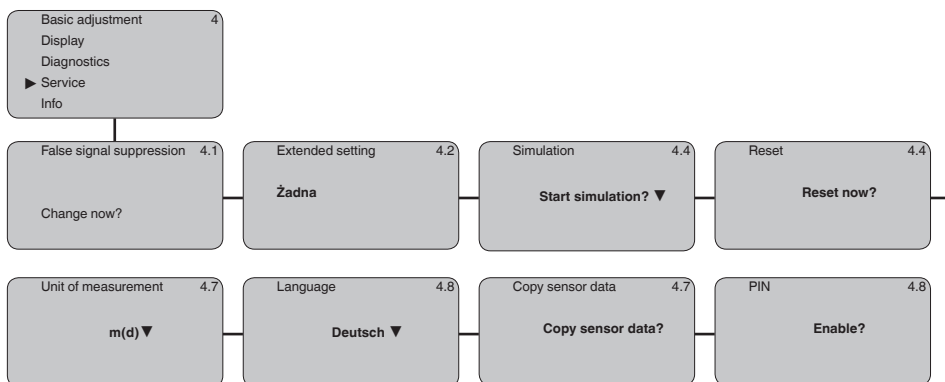 Basic adjustment 4
Display
Diagnostics
▶ Service
Info
False signal suppression 4.1
Change now?
Extended setting 4.2
Żadna
Simulation 4.4
Start simulation? ▼
Reset 4.4
Reset now?
Unit of measurement 4.7
m(d) ▼
Language 4.8
Deutsch ▼
Copy sensor data 4.7
Copy sensor data?
PIN 4.8
Enable?